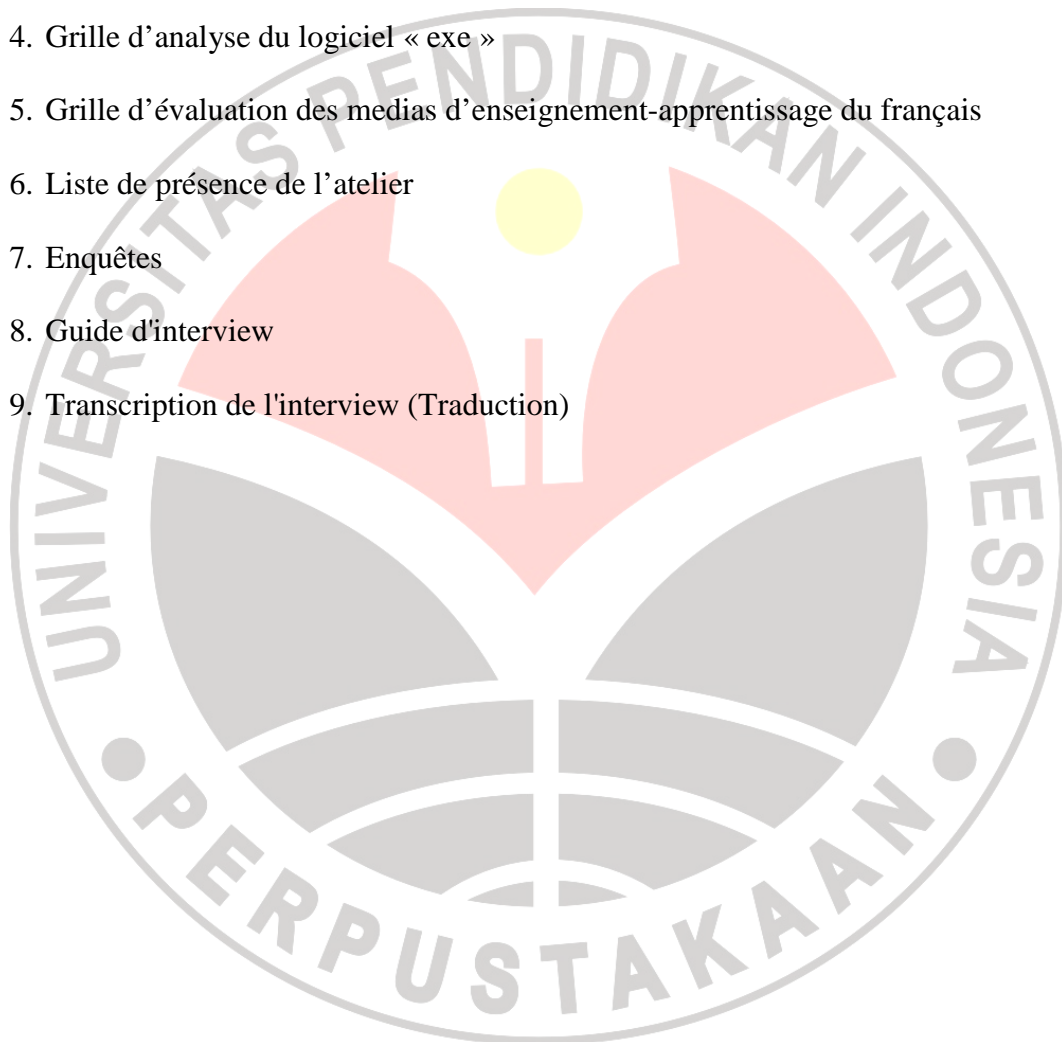 4. Grille d’analyse du logiciel « exe »
5. Grille d’évaluation des medias d’enseignement-apprentissage du français
6. Liste de présence de l’atelier
7. Enquêtes
8. Guide d'interview
9. Transcription de l'interview (Traduction)
UNIVERSITAS PENDIDIKAN INDONESIA
PERPUSTAKAAN